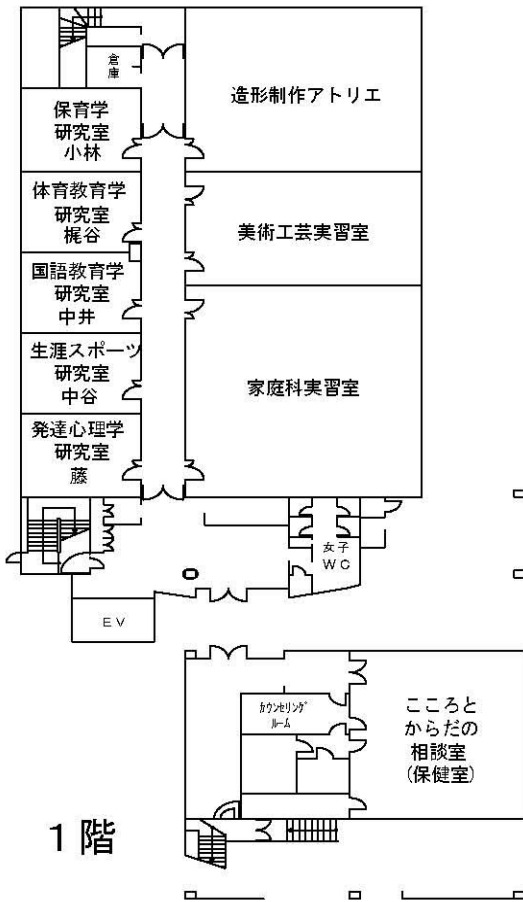 倉
庫
造形制作アトリエ
保育学
研究室
小林
体育教育学
研究室
梶谷
美術工芸実習室
国語教育学
研究室
中井
生涯スポーツ
研究室
中谷
家庭科実習室
発達心理学
研究室
藤
女子
WC
EV
カウンセリング
ルーム
こころと
からだの
相談室
(保健室)
1階